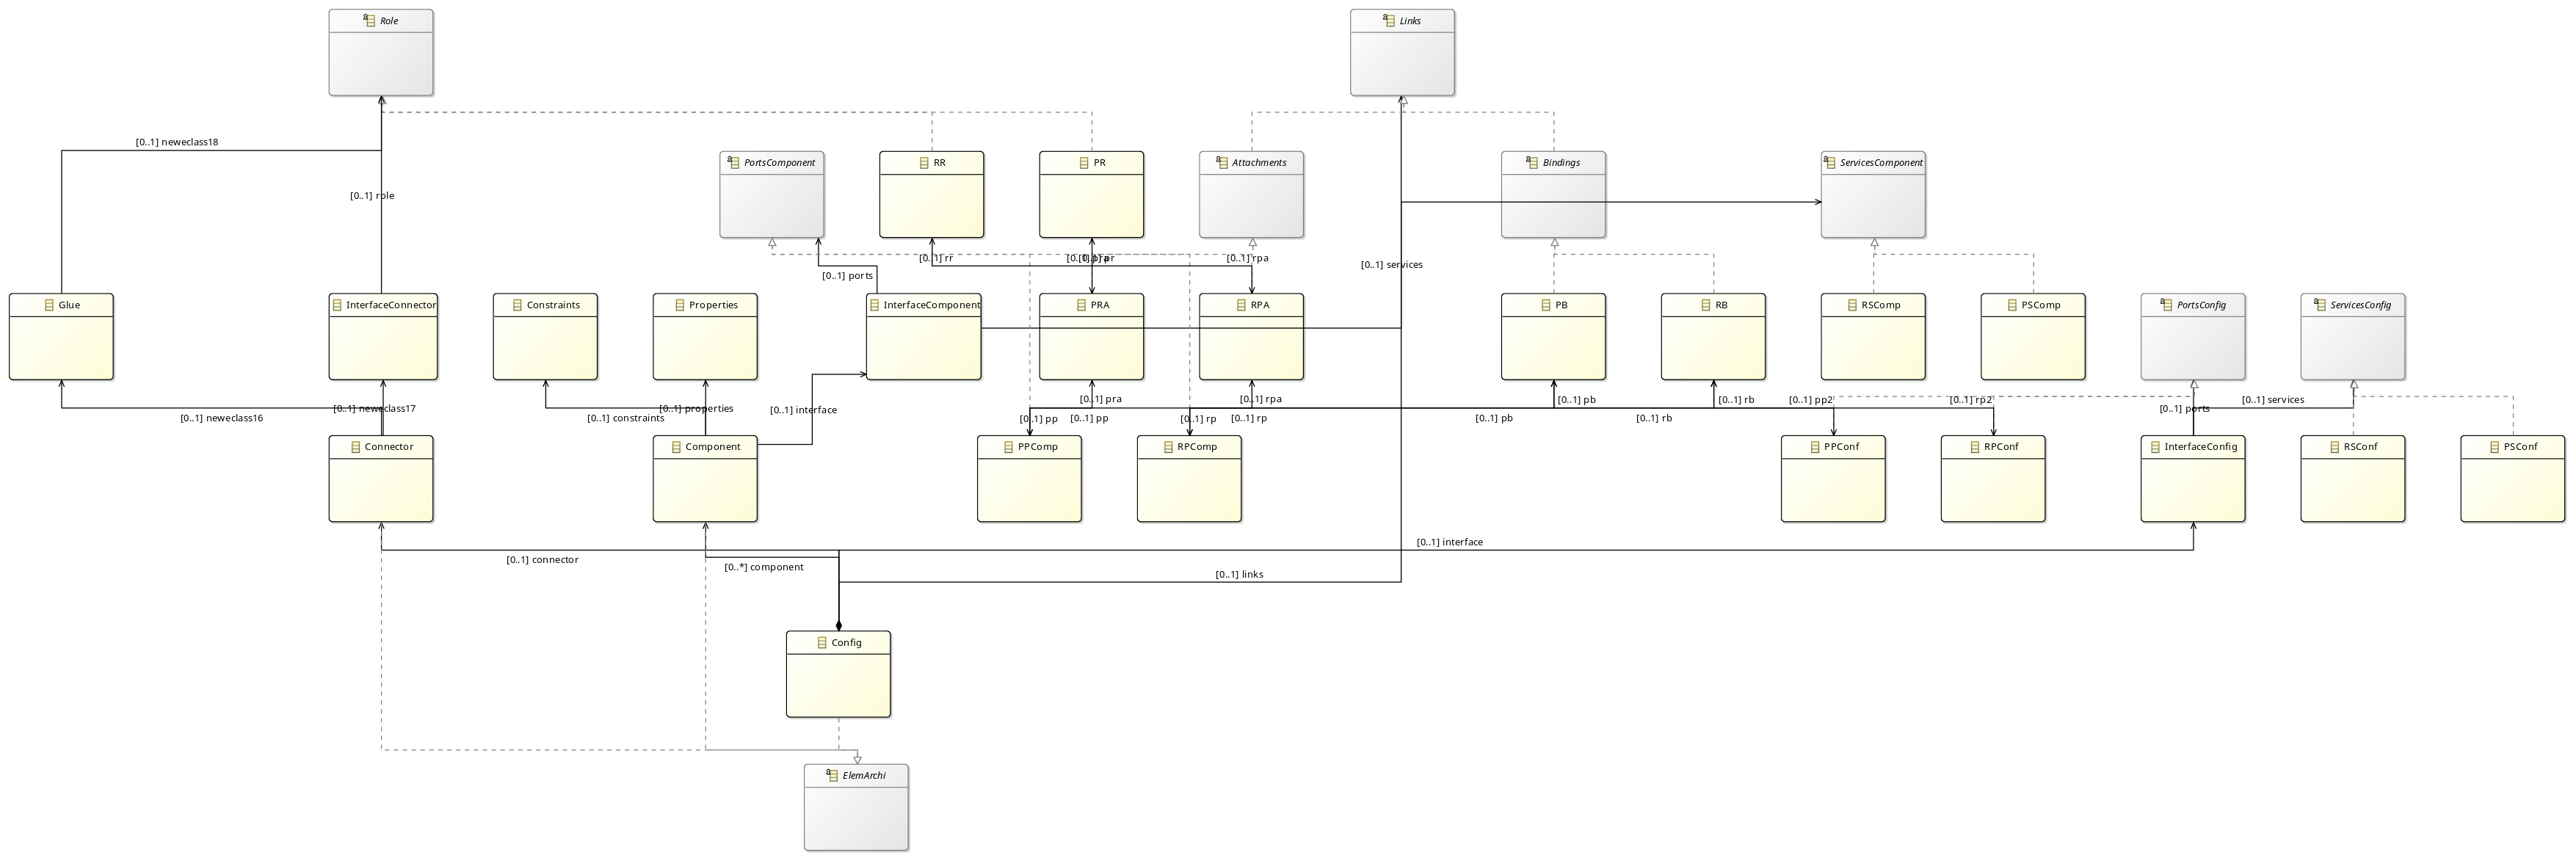 Role
Links
[0..1] neweclass18
[0..1] role
PortsComponent
RR
PR
Attachments
Bindings
ServicesComponent
[0..1] rr
[0..1] rpa
[0..1] services
[0..1] ports
Glue
InterfaceConnector
Constraints
Properties
InterfaceComponent
PRA
RPA
PB
RB
RSComp
PSComp
PortsConfig
ServicesConfig
[0..1] neweclass16
[0..1] neweclass17
[0..1] constraints
[0..1] properties
[0..1] interface
[0..1] pra
[0..1] rpa
[0..1] pp
[0..1] pp
[0..1] rp
[0..1] rp
[0..1] pb
[0..1] pb
[0..1] rb
[0..1] rb
[0..1] pp2
[0..1] rp2
[0..1] ports
[0..1] services
Connector
Component
PPComp
RPComp
PPConf
RPConf
InterfaceConfig
RSConf
PSConf
[0..1] connector
[0..*] component
[0..1] interface
[0..1] links
Config
ElemArchi